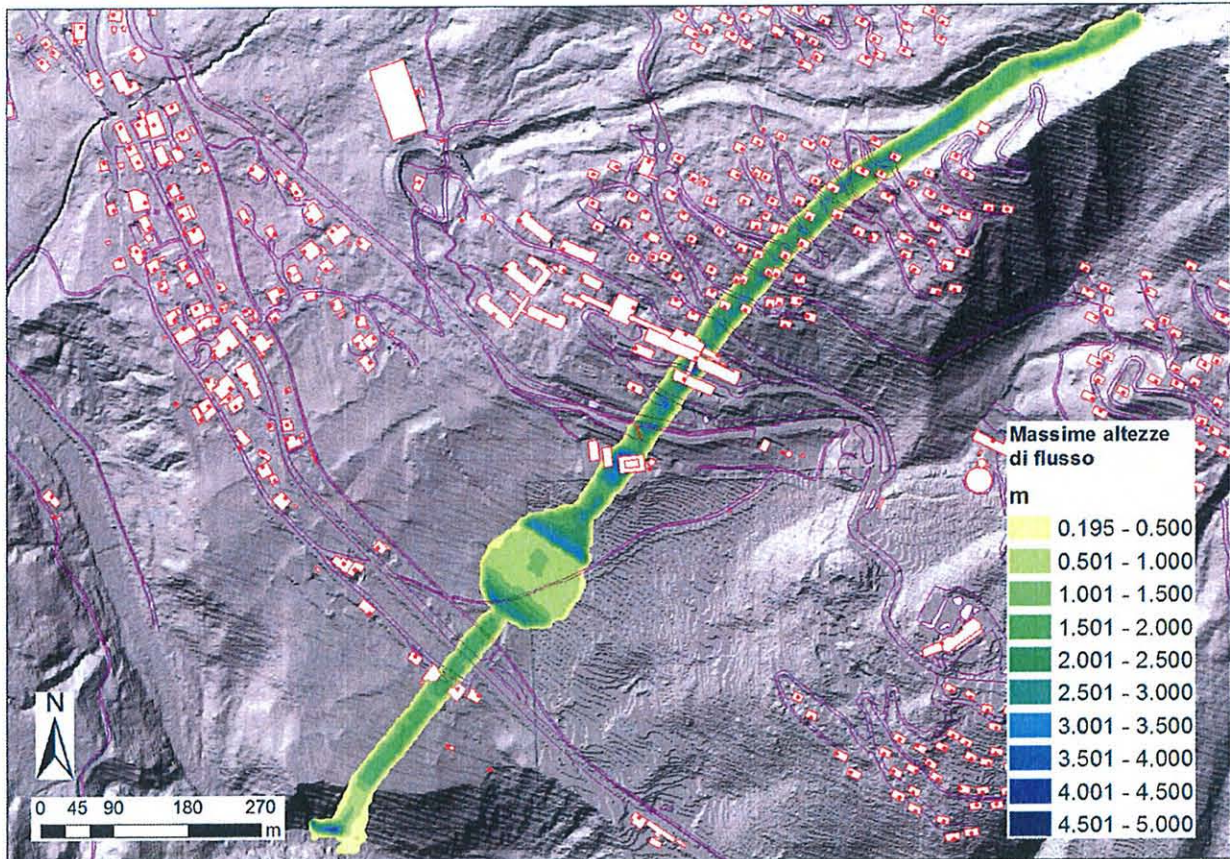 Massime altezze
di flusso
m
0.195 - 0.500
0.501 - 1.000
1.001 - 1.500
1.501 - 2.000
2.001 - 2.500
2.501 - 3.000
3.001 - 3.500
3.501 - 4.000
4.001 - 4.500
4.501 - 5.000
N
0 45 90 180 270
m